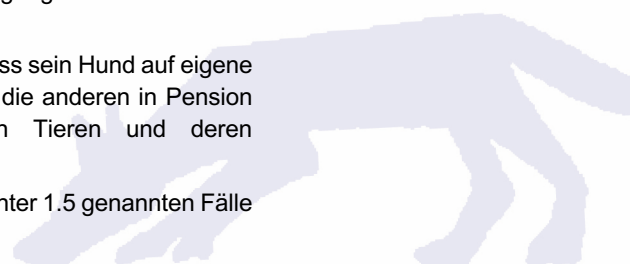 ss sein Hund auf eigene
die anderen in Pension
Tieren und deren
nter 1.5 genannten Fälle